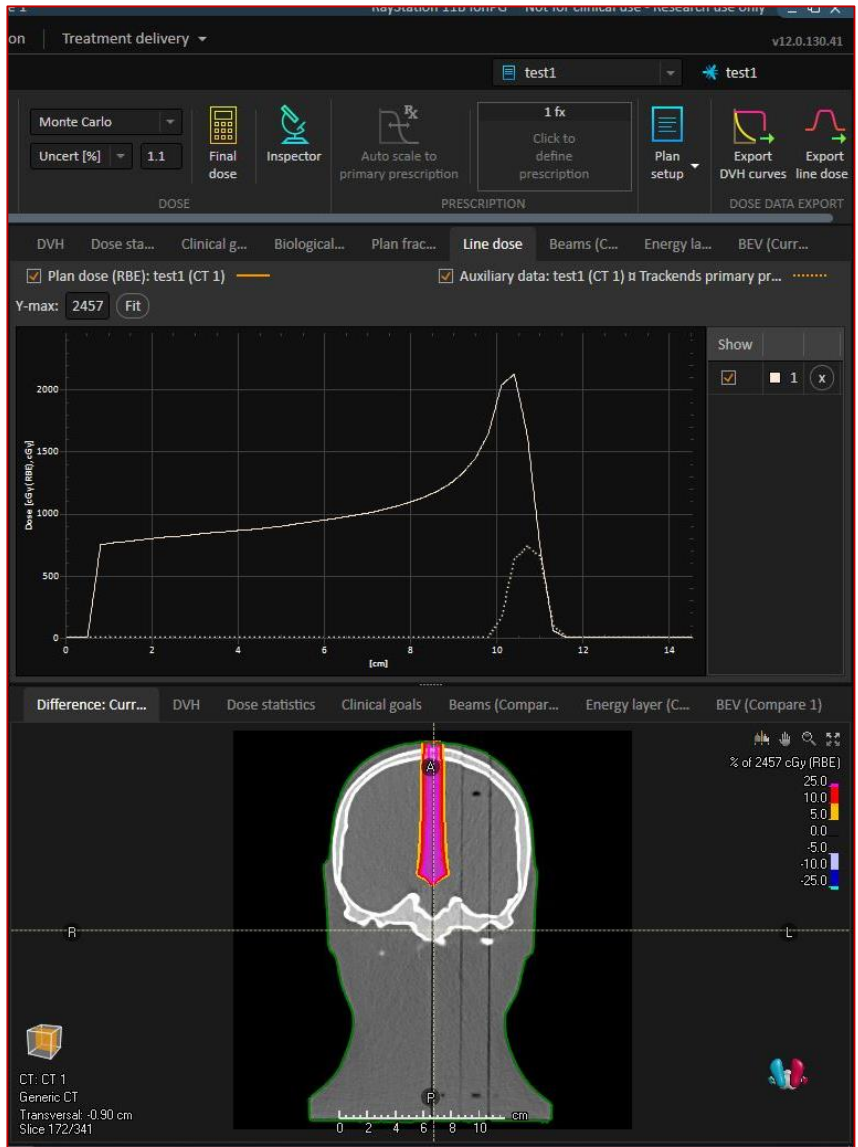 RayStation 11B IonPG Not for clinical use - Research use only
on Treatment delivery
v12.0.130.41
test1 test1
Monte Carlo
Uncert [%] 1.1
Final dose
Inspector
Rx
Auto scale to primary prescription
1 fx
Click to define prescription
Plan setup
Export DVH curves
Export line dose
DOSE PRESCRIPTION DOSE DATA EXPORT
DVH Dose sta... Clinical g... Biological... Plan frac... Line dose Beams (C... Energy la... BEV (Curr...
Plan dose (RBE): test1 (CT 1) Auxiliary data: test1 (CT 1) ¤ Trackends primary pr...
Y-max: 2457 Fit
Show
1 x
2000
1500
1000
500
0
Dose [cGy (RBE), cGy]
0 2 4 6 8 10 12 14
[cm]
Difference: Curr... DVH Dose statistics Clinical goals Beams (Compar... Energy layer (C... BEV (Compare 1)
% of 2457 cGy (RBE)
25.0
10.0
5.0
0.0
-5.0
-10.0
-25.0
A
R L
P
CT: CT 1
Generic CT
Transversal: -0.90 cm
Slice 172/341
0 2 4 6 8 10 cm